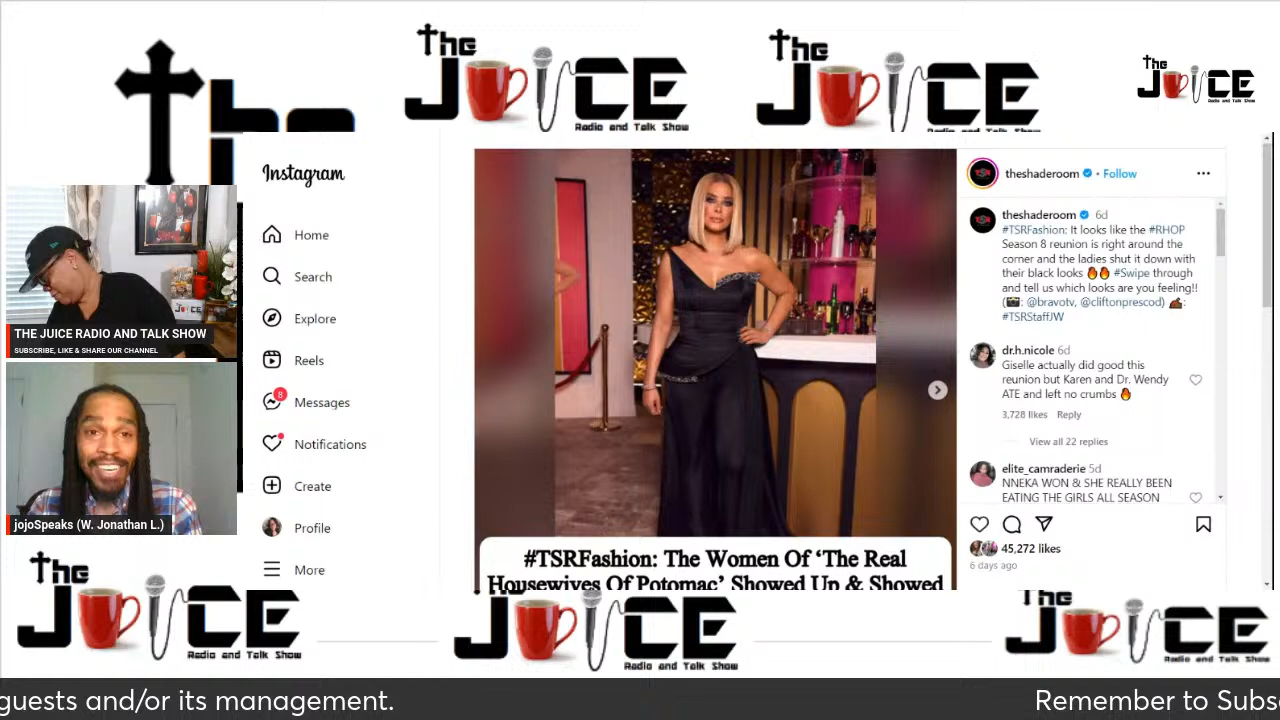 the
JUICE
Radio and Talk Show
the
JUICE
Radio and Talk Show
the
JUICE
Radio and Talk Show
the
Instagram
Home
Search
Explore
Reels
8
Messages
Notifications
Create
Profile
More
THE JUICE RADIO AND TALK SHOW
SUBSCRIBE, LIKE & SHARE OUR CHANNEL
jojoSpeaks (W. Jonathan L.)
#TSRFashion: The Women Of ‘The Real
Housewives Of Potomac’ Showed Up & Showed
TSR
theshaderoom • Follow
TSR
theshaderoom 6d
#TSRFashion: It looks like the #RHOP
Season 8 reunion is right around the
corner and the ladies shut it down with
their black looks 🔥🔥 #Swipe through
and tell us which looks are you feeling!!
(📸: @bravotv, @cliftonprescod) ✍🏾:
#TSRStaffJW
dr.h.nicole 6d
Giselle actually did good this
reunion but Karen and Dr. Wendy
ATE and left no crumbs 🔥
3,728 likes Reply
View all 22 replies
elite_camraderie 5d
NNEKA WON & SHE REALLY BEEN
EATING THE GIRLS ALL SEASON
45,272 likes
6 days ago
the
JUICE
Radio and Talk Show
JUICE
Radio and Talk Show
the
JUICE
Radio and Talk Show
guests and/or its management.
Remember to Subs